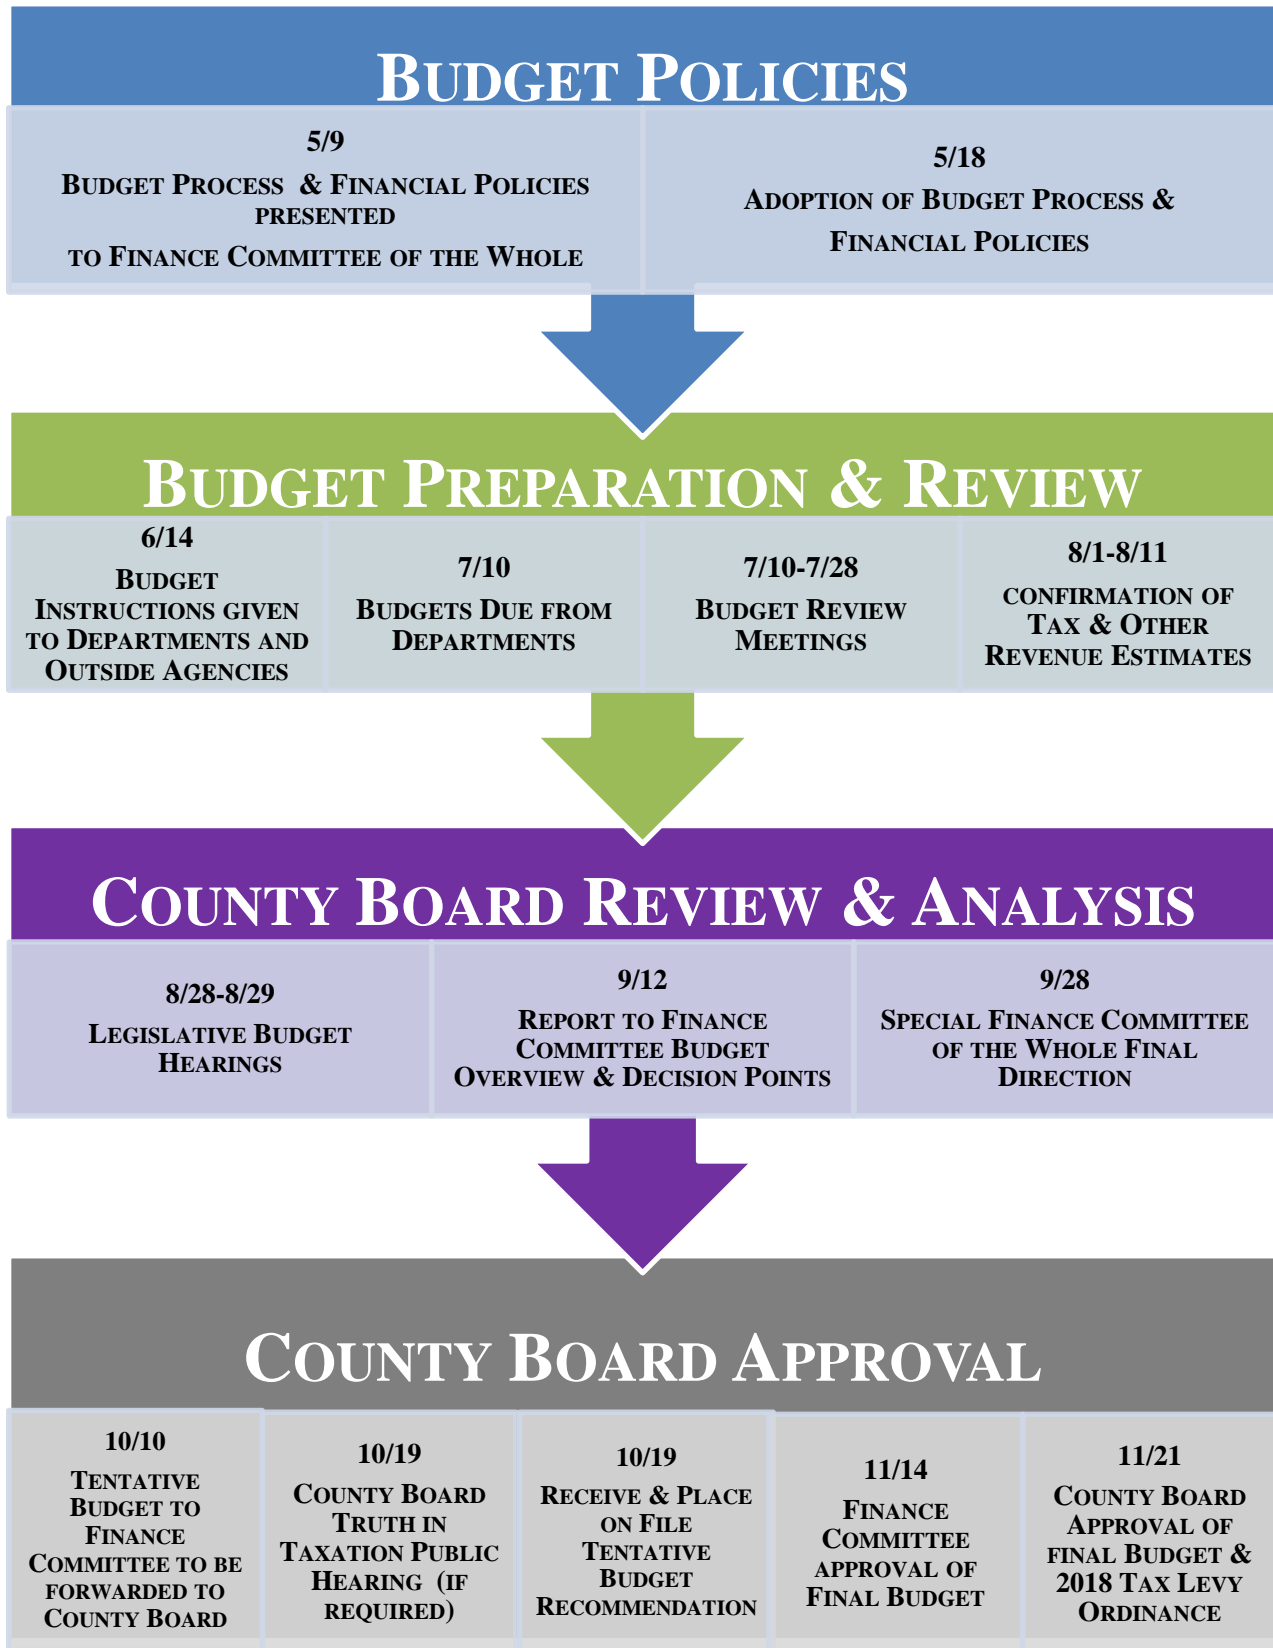 BUDGET POLICIES
5/9
BUDGET PROCESS & FINANCIAL POLICIES
PRESENTED
TO FINANCE COMMITTEE OF THE WHOLE
5/18
ADOPTION OF BUDGET PROCESS &
FINANCIAL POLICIES
BUDGET PREPARATION & REVIEW
6/14
BUDGET
INSTRUCTIONS GIVEN
TO DEPARTMENTS AND
OUTSIDE AGENCIES
7/10
BUDGETS DUE FROM
DEPARTMENTS
7/10-7/28
BUDGET REVIEW
MEETINGS
8/1-8/11
CONFIRMATION OF
TAX & OTHER
REVENUE ESTIMATES
COUNTY BOARD REVIEW & ANALYSIS
8/28-8/29
LEGISLATIVE BUDGET
HEARINGS
9/12
REPORT TO FINANCE
COMMITTEE BUDGET
OVERVIEW & DECISION POINTS
9/28
SPECIAL FINANCE COMMITTEE
OF THE WHOLE FINAL
DIRECTION
COUNTY BOARD APPROVAL
10/10
TENTATIVE
BUDGET TO
FINANCE
COMMITTEE TO BE
FORWARDED TO
COUNTY BOARD
10/19
COUNTY BOARD
TRUTH IN
TAXATION PUBLIC
HEARING (IF
REQUIRED)
10/19
RECEIVE & PLACE
ON FILE
TENTATIVE
BUDGET
RECOMMENDATION
11/14
FINANCE
COMMITTEE
APPROVAL OF
FINAL BUDGET
11/21
COUNTY BOARD
APPROVAL OF
FINAL BUDGET &
2018 TAX LEVY
ORDINANCE